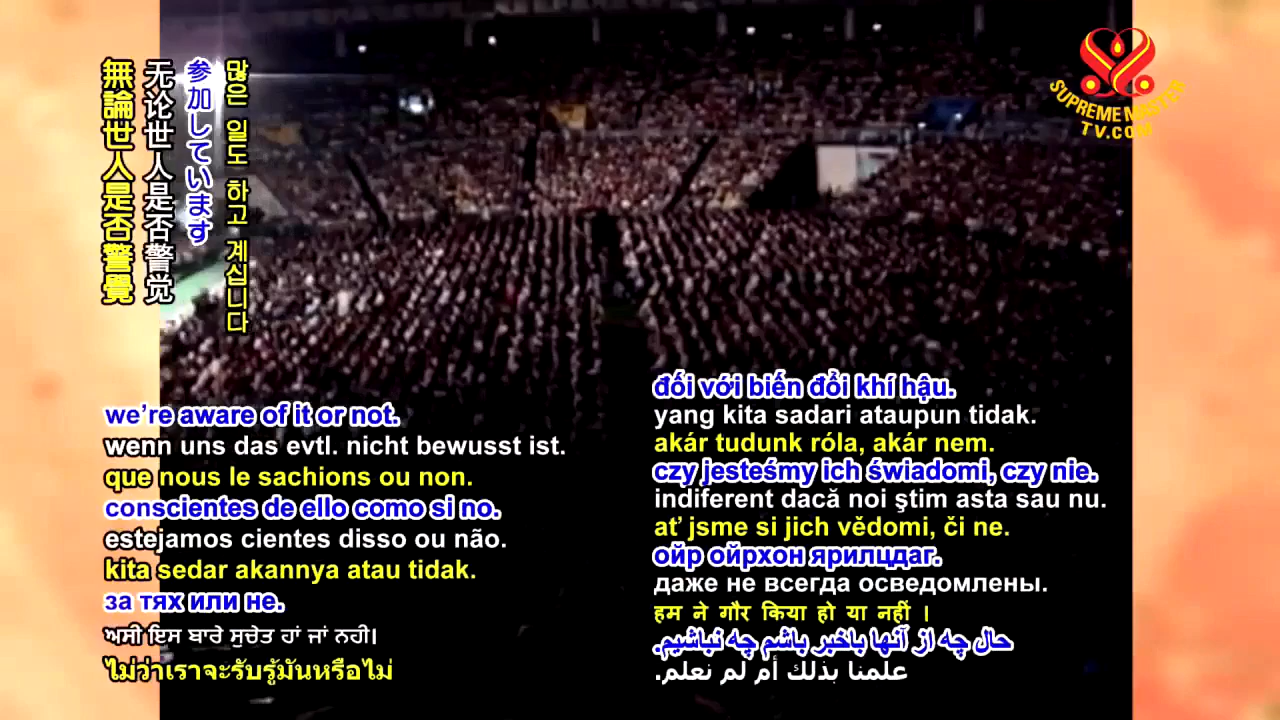 無論世人是否警覺
无论世人是否警觉
参加しています
많은 일도 하고 계십니다
SUPREME MASTER
TV.COM
we're aware of it or not.
wenn uns das evtl. nicht bewusst ist.
que nous le sachions ou non.
conscientes de ello como si no.
estejamos cientes disso ou não.
kita sedar akannya atau tidak.
за тях или не.
ਅਸੀ ਇਸ ਬਾਰੇ ਸੁਚੇਤ ਹਾਂ ਜਾਂ ਨਹੀ।
ไม่ว่าเราจะรับรู้มันหรือไม่
đối với biến đổi khí hậu.
yang kita sadari ataupun tidak.
akár tudunk róla, akár nem.
czy jesteśmy ich świadomi, czy nie.
indiferent dacă noi ştim asta sau nu.
ať jsme si jich vědomi, či ne.
ойр ойрхон ярилцдаг.
даже не всегда осведомлены.
हम ने गौर किया हो या नहीं ।
حال چه از آنها باخبر باشم چه نباشیم.
علمنا بذلك أم لم نعلم.